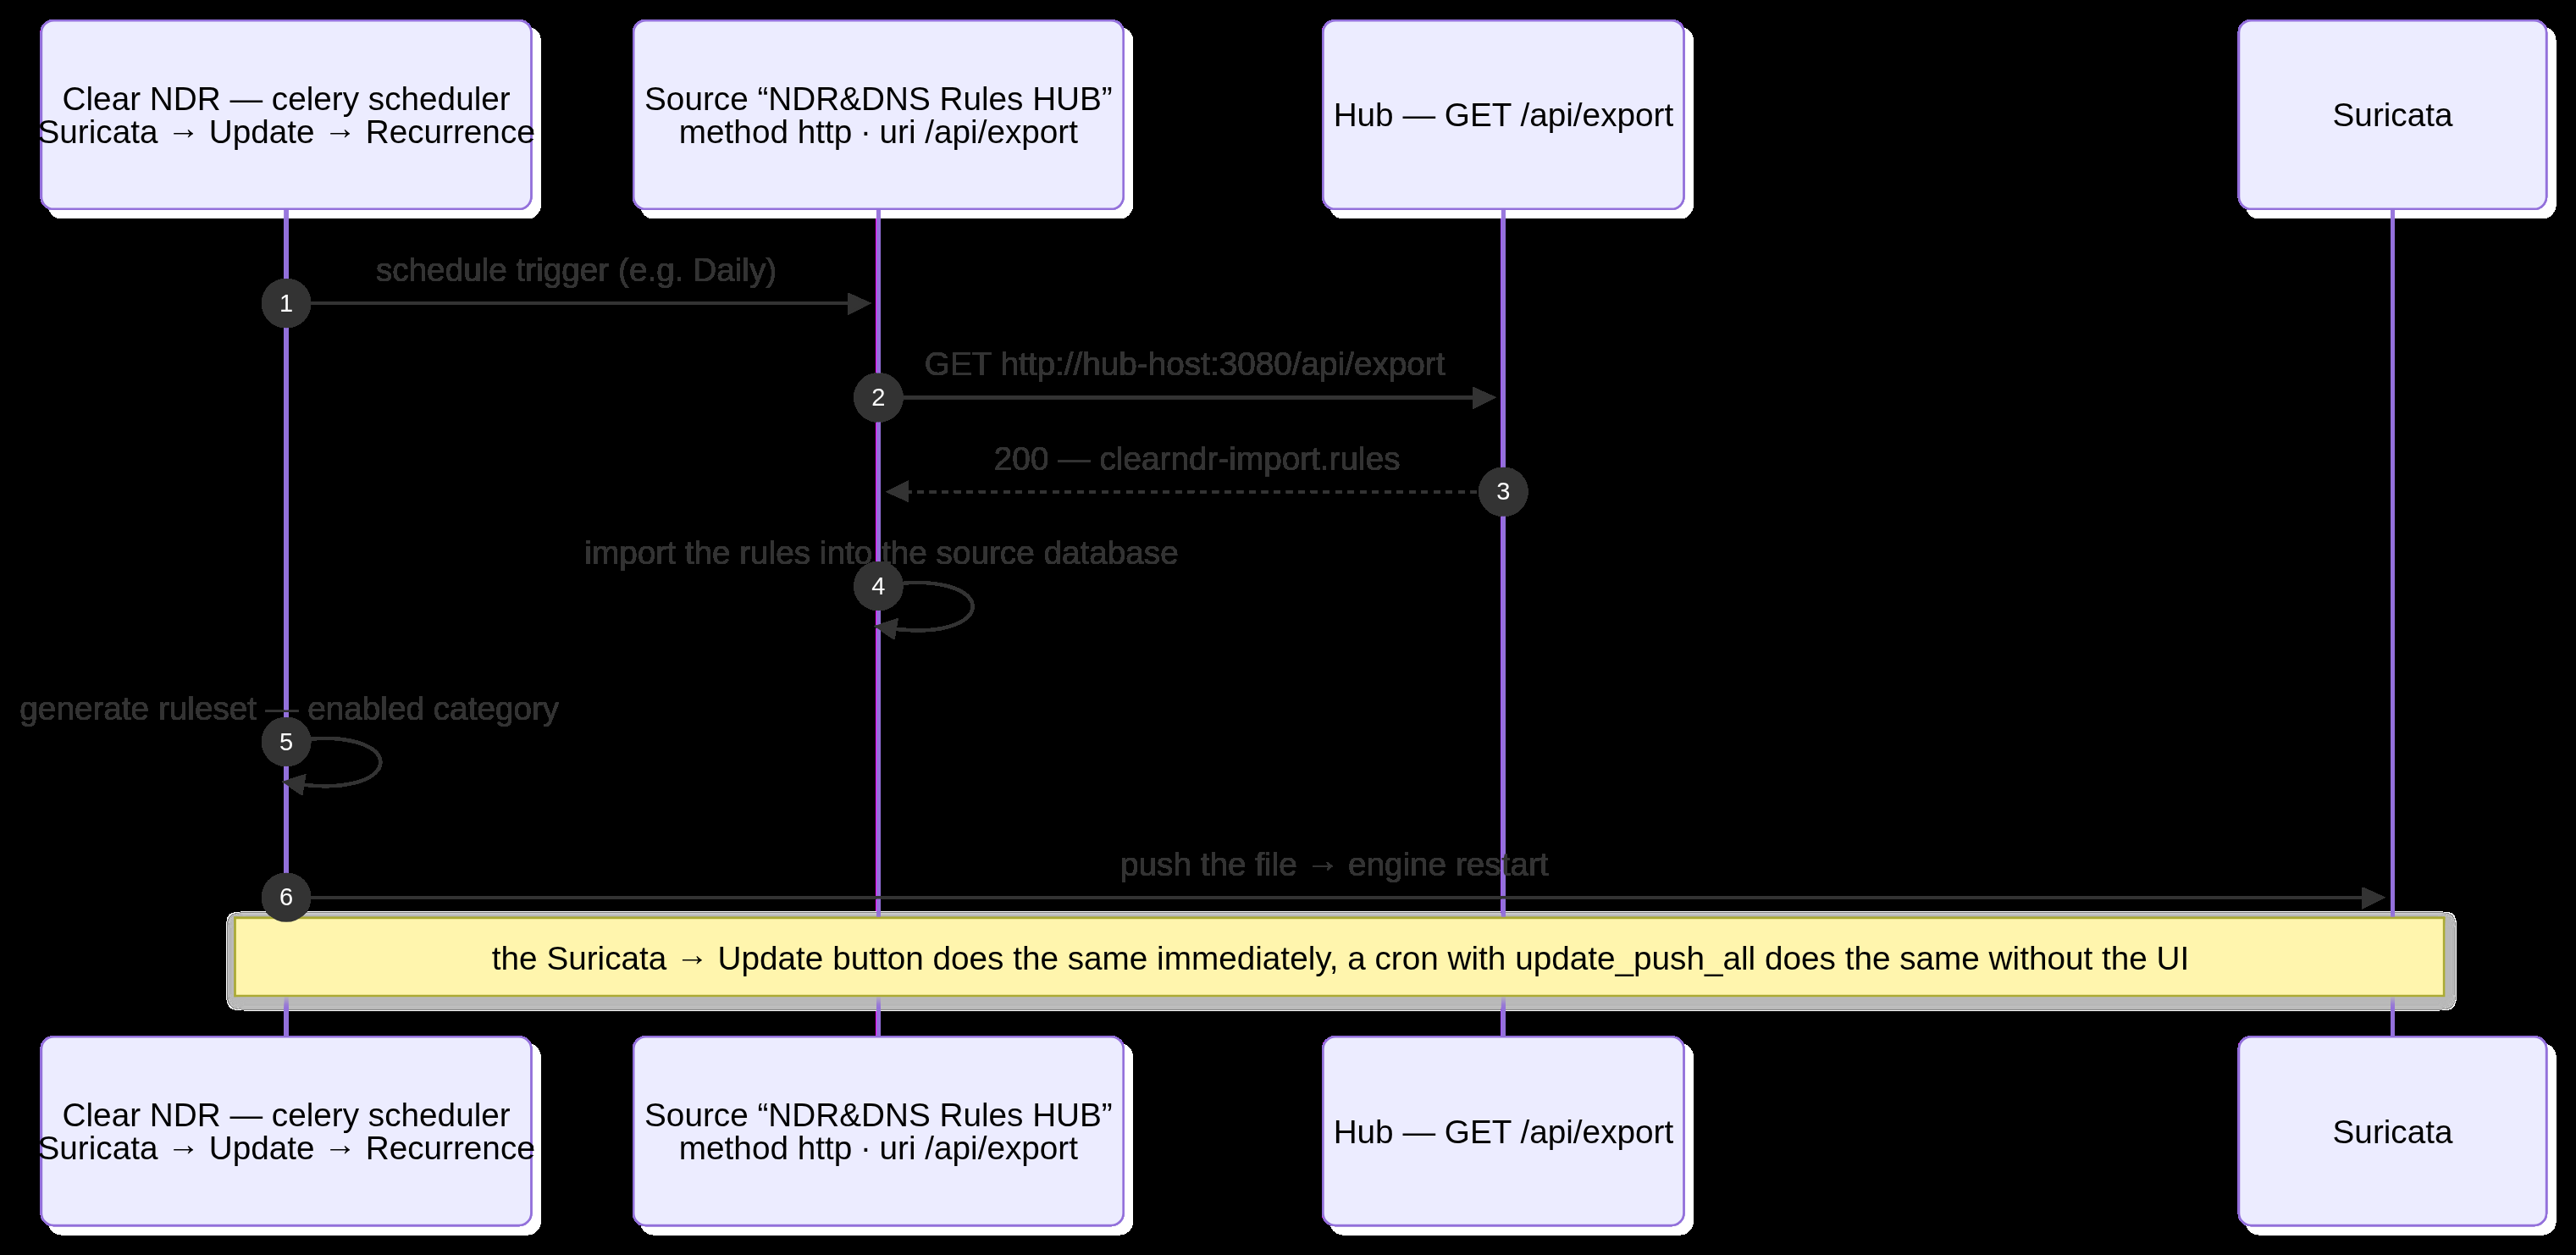 Clear NDR — celery scheduler
Suricata → Update → Recurrence
Source “NDR&DNS Rules HUB”
method http · uri /api/export
Hub — GET /api/export
Suricata
schedule trigger (e.g. Daily)
1
GET http://hub-host:3080/api/export
2
200 — clearndr-import.rules
3
import the rules into the source database
4
generate ruleset — enabled category
5
push the file → engine restart
6
the Suricata → Update button does the same immediately, a cron with update_push_all does the same without the UI
Clear NDR — celery scheduler
Suricata → Update → Recurrence
Source “NDR&DNS Rules HUB”
method http · uri /api/export
Hub — GET /api/export
Suricata